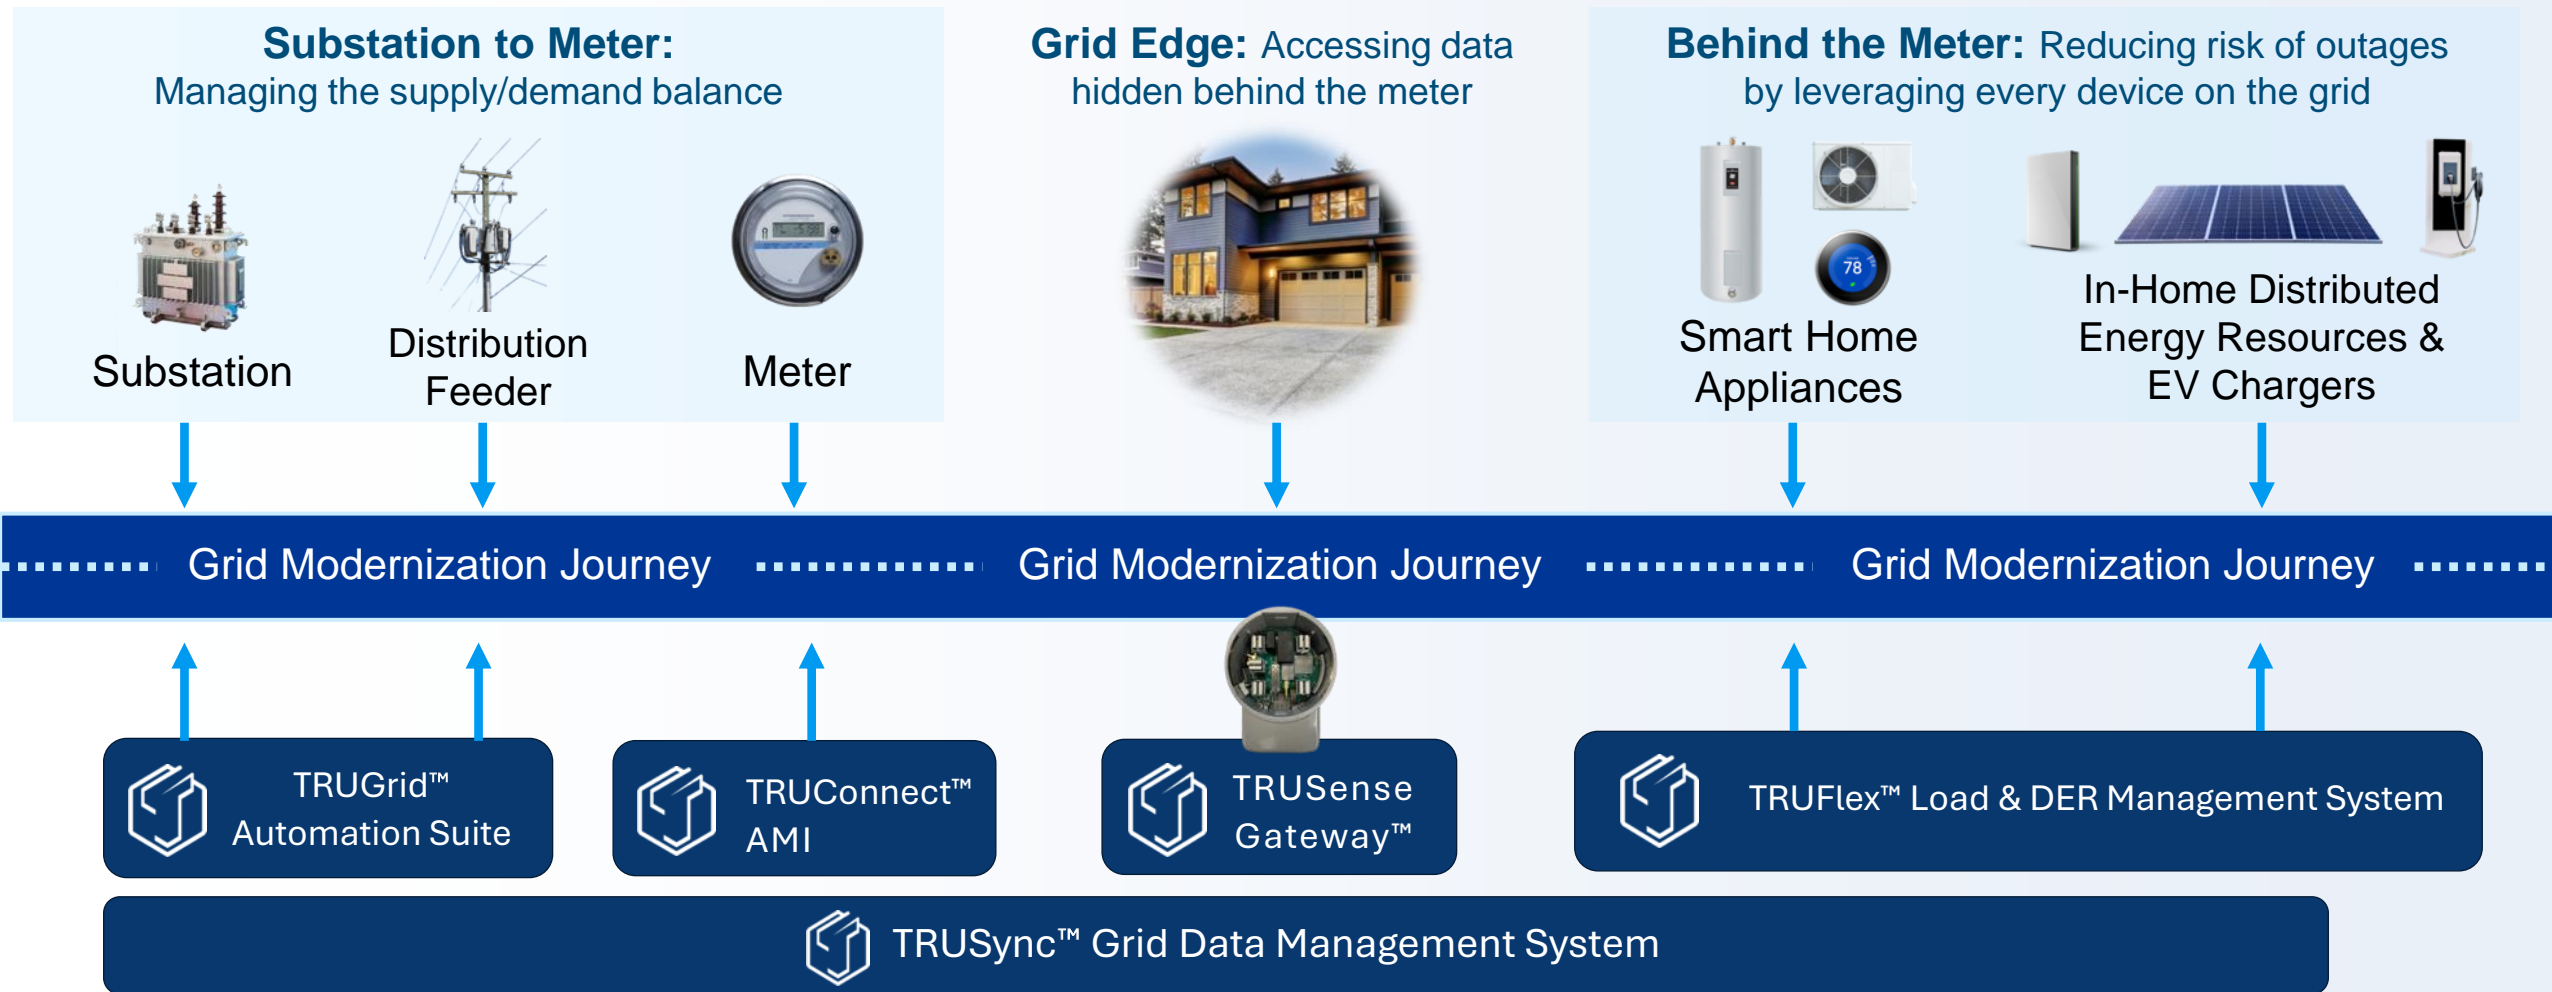 Substation to Meter:
Managing the supply/demand balance
Grid Edge: Accessing data
hidden behind the meter
Behind the Meter: Reducing risk of outages
by leveraging every device on the grid
78
Substation
Distribution
Feeder
Meter
Smart Home
Appliances
In-Home Distributed
Energy Resources &
EV Chargers
Grid Modernization Journey
Grid Modernization Journey
Grid Modernization Journey
TRUGrid™
Automation Suite
TRUConnect™
AMI
TRUSense
Gateway™
TRUFlex™ Load & DER Management System
TRUSync™ Grid Data Management System